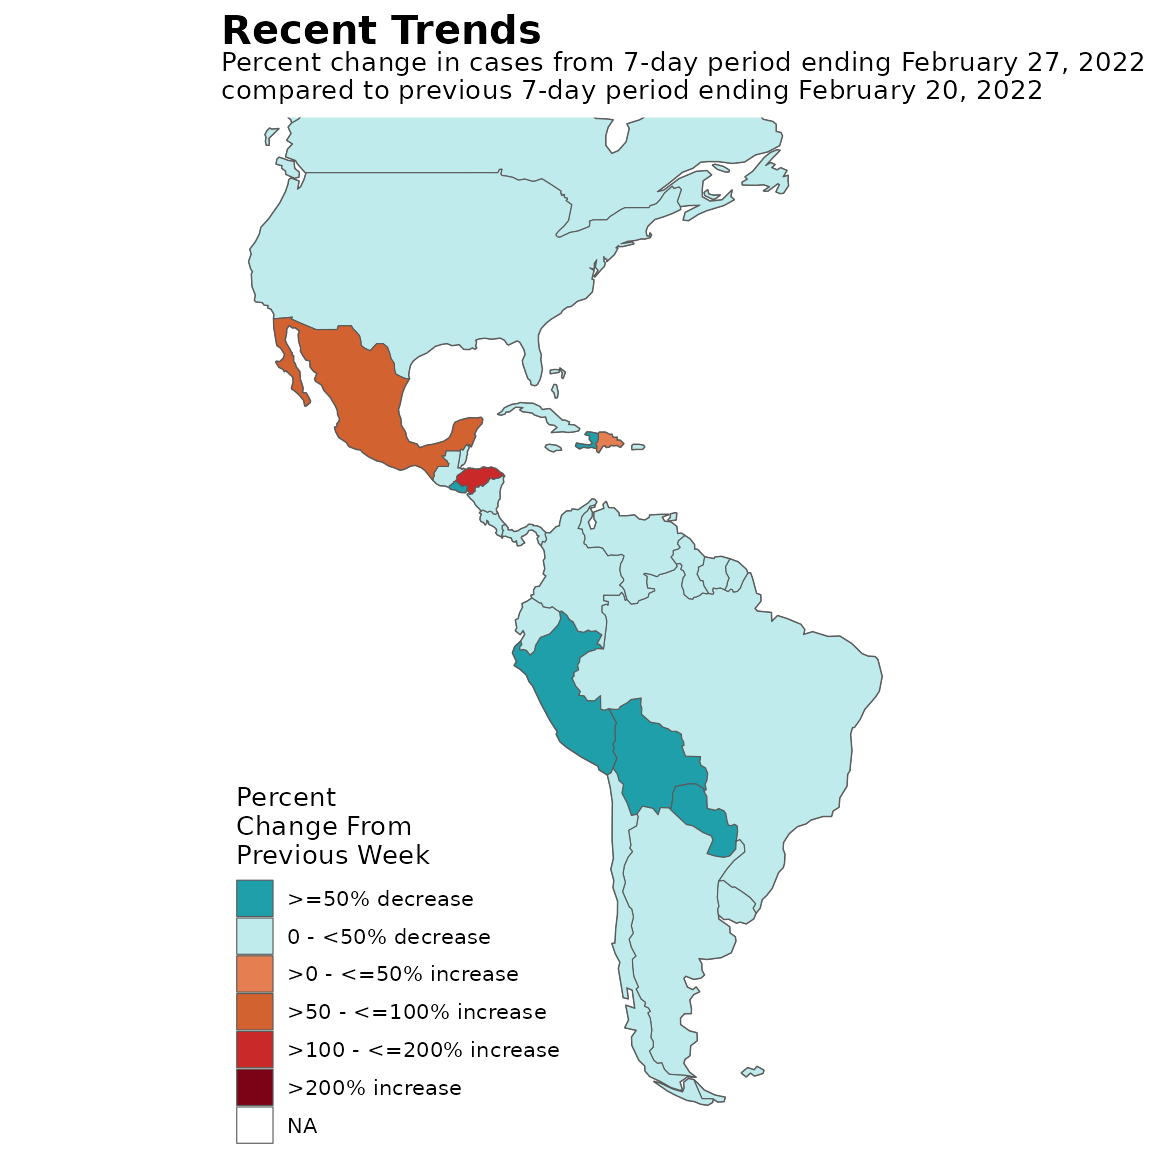 Recent Trends
Percent change in cases from 7-day period ending February 27, 2022
compared to previous 7-day period ending February 20, 2022
Percent
Change From
Previous Week
>=50% decrease
0 - <50% decrease
>0 - <=50% increase
>50 - <=100% increase
>100 - <=200% increase
>200% increase
NA